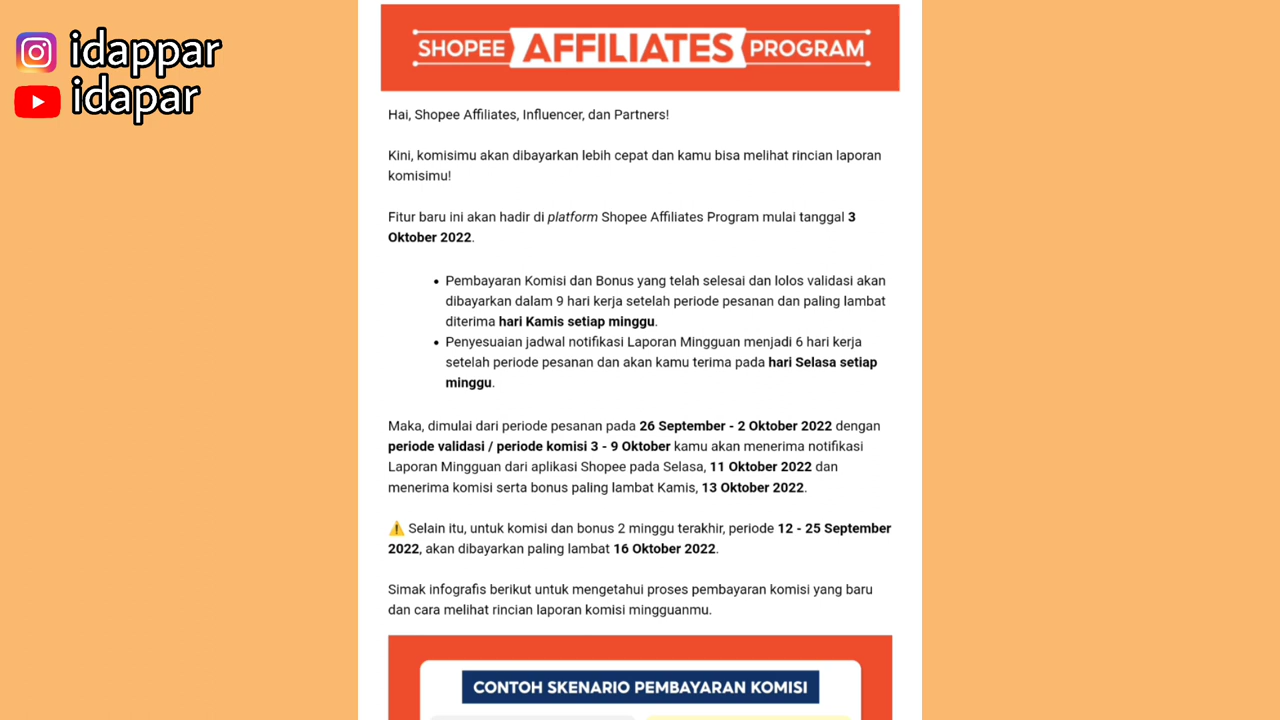 idappar
idapar
SHOPEE AFFILIATES PROGRAM
Hai, Shopee Affiliates, Influencer, dan Partners!
Kini, komisimu akan dibayarkan lebih cepat dan kamu bisa melihat rincian laporan
komisimu!
Fitur baru ini akan hadir di platform Shopee Affiliates Program mulai tanggal 3
Oktober 2022.
• Pembayaran Komisi dan Bonus yang telah selesai dan lolos validasi akan
dibayarkan dalam 9 hari kerja setelah periode pesanan dan paling lambat
diterima hari Kamis setiap minggu.
• Penyesuaian jadwal notifikasi Laporan Mingguan menjadi 6 hari kerja
setelah periode pesanan dan akan kamu terima pada hari Selasa setiap
minggu.
Maka, dimulai dari periode pesanan pada 26 September - 2 Oktober 2022 dengan
periode validasi / periode komisi 3 - 9 Oktober kamu akan menerima notifikasi
Laporan Mingguan dari aplikasi Shopee pada Selasa, 11 Oktober 2022 dan
menerima komisi serta bonus paling lambat Kamis, 13 Oktober 2022.
⚠️ Selain itu, untuk komisi dan bonus 2 minggu terakhir, periode 12 - 25 September
2022, akan dibayarkan paling lambat 16 Oktober 2022.
Simak infografis berikut untuk mengetahui proses pembayaran komisi yang baru
dan cara melihat rincian laporan komisi mingguanmu.
CONTOH SKENARIO PEMBAYARAN KOMISI